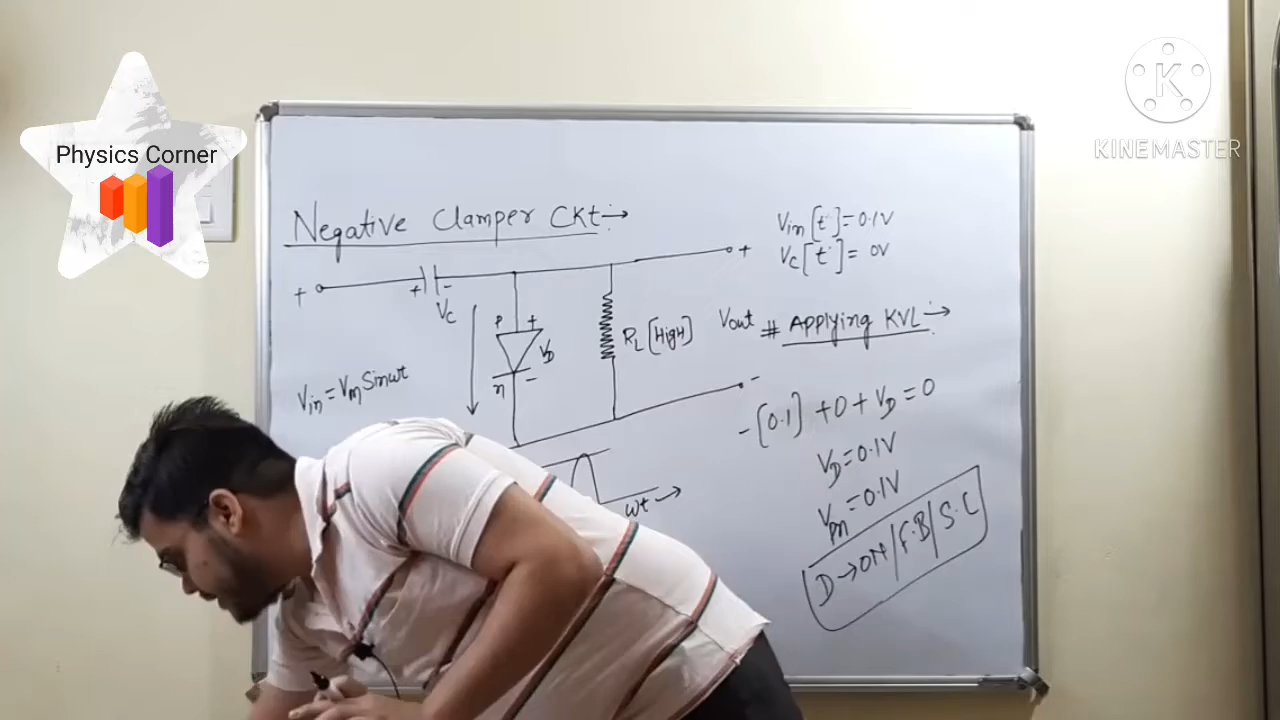 Physics Corner
K
KINEMASTER
Negative Clamper CKt:→
+
+ -
Vc
P +
VD
n -
RL [High]
+
Vout
-
Vin = Vm Sinωt
ωt →
Vin [t˙] = 0.1V
Vc [t˙] = 0V
# Applying KVL :→
- [0.1] + 0 + VD = 0
VD = 0.1V
Vpn = 0.1V
D → ON / F.B / S.C